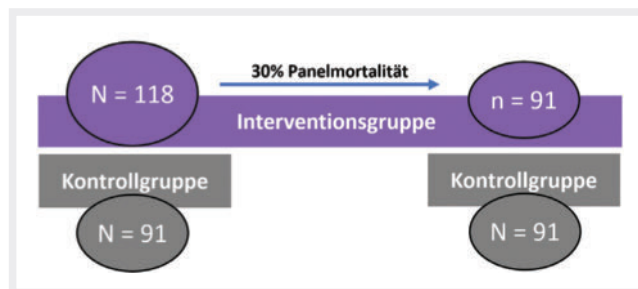 30% Panelmortalität
N = 118
n = 91
Interventionsgruppe
Kontrollgruppe
Kontrollgruppe
N = 91
N = 91